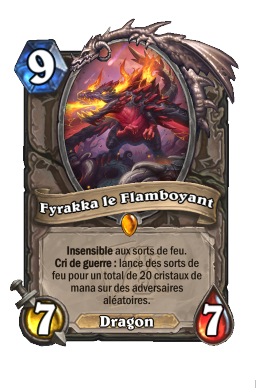 9
Fyrakka le Flamboyant
Insensible aux sorts de feu.
Cri de guerre : lance des sorts de
feu pour un total de 20 cristaux de
mana sur des adversaires
aléatoires.
7
Dragon
7